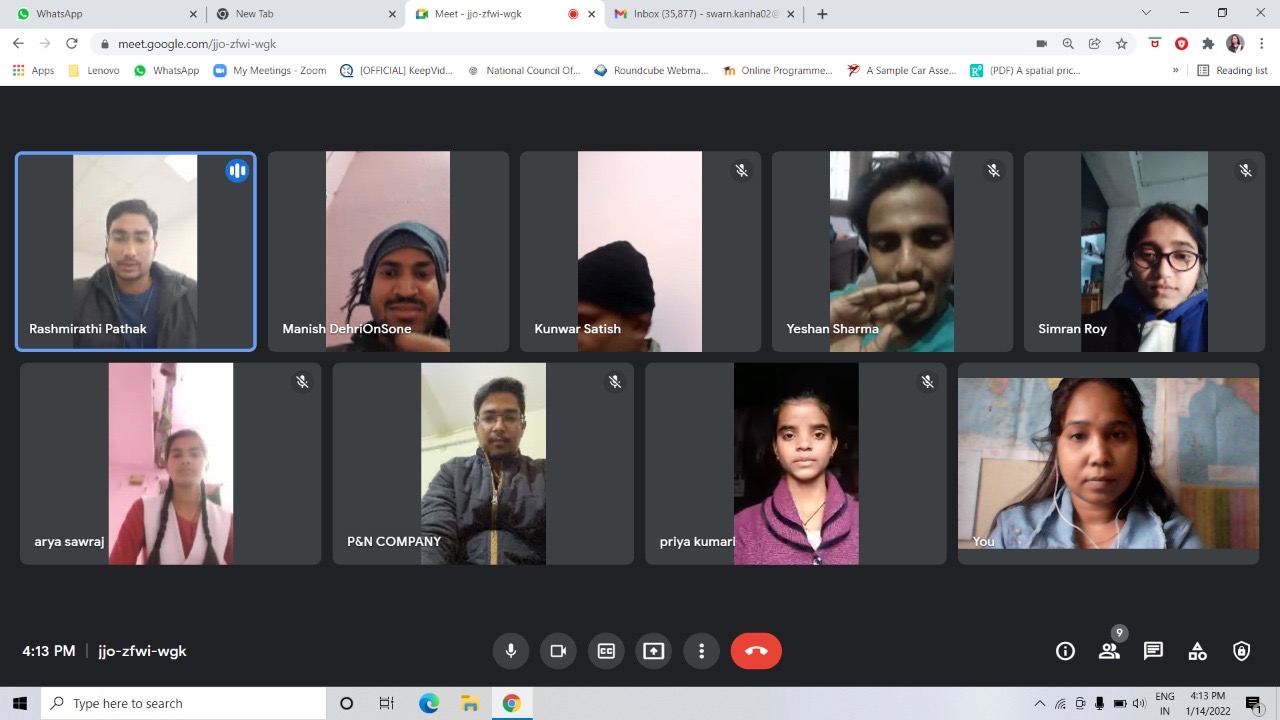 WhatsApp
New Tab
Meet - jjo-zfwi-wgk
Inbox (35,877) - swarn.kanha02@
meet.google.com/jjo-zfwi-wgk
Apps
Lenovo
WhatsApp
My Meetings - Zoom
[OFFICIAL] KeepVid...
National Council Of...
Roundcube Webma...
Online Programme...
A Sample Car Asse...
(PDF) A spatial pric...
»
Reading list
Rashmirathi Pathak
Manish DehriOnSone
Kunwar Satish
Yeshan Sharma
Simran Roy
arya sawraj
P&N COMPANY
priya kumari
You
4:13 PM | jjo-zfwi-wgk
CC
9
Type here to search
ENG
IN
4:13 PM
1/14/2022
1